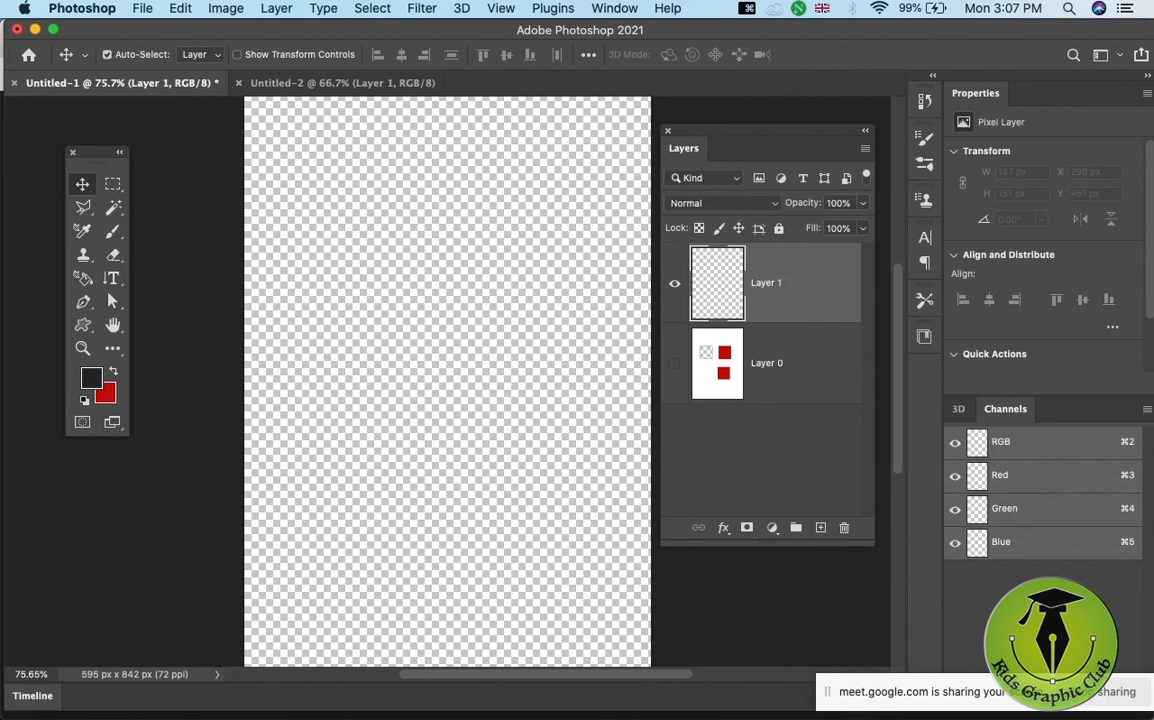 Photoshop File Edit Image Layer Type Select Filter 3D View Plugins Window Help 99% Mon 3:07 PM
Adobe Photoshop 2021
Auto-Select: Layer Show Transform Controls 3D Mode:
Untitled-1 @ 75.7% (Layer 1, RGB/8) * Untitled-2 @ 66.7% (Layer 1, RGB/8)
Layers
Kind
Normal Opacity: 100%
Lock: Fill: 100%
Layer 1
Layer 0
Properties
Pixel Layer
Transform
W 147 px X 298 px
H 151 px Y 461 px
0.00°
Align and Distribute
Align:
Quick Actions
3D Channels
RGB ⌘2
Red ⌘3
Green ⌘4
Blue ⌘5
75.65% 595 px x 842 px (72 ppi)
Timeline
meet.google.com is sharing your sharing
Kids Graphic Club